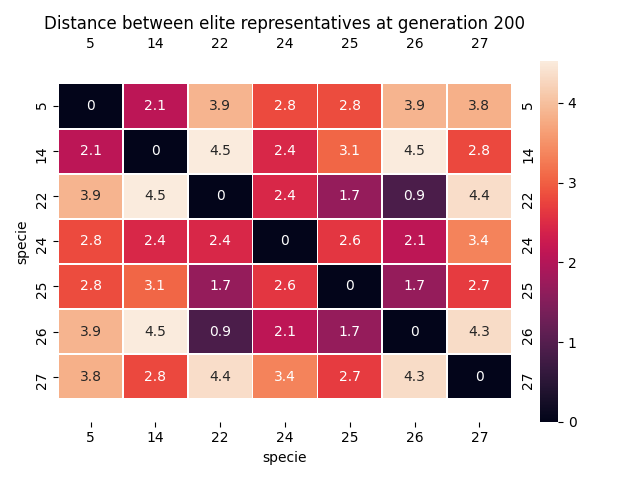 Distance between elite representatives at generation 200
5 14 22 24 25 26 27
5 0 2.1 3.9 2.8 2.8 3.9 3.8 5
14 2.1 0 4.5 2.4 3.1 4.5 2.8 14
22 3.9 4.5 0 2.4 1.7 0.9 4.4 22
24 2.8 2.4 2.4 0 2.6 2.1 3.4 24
25 2.8 3.1 1.7 2.6 0 1.7 2.7 25
26 3.9 4.5 0.9 2.1 1.7 0 4.3 26
27 3.8 2.8 4.4 3.4 2.7 4.3 0 27
5 14 22 24 25 26 27
specie
specie
4
3
2
1
0